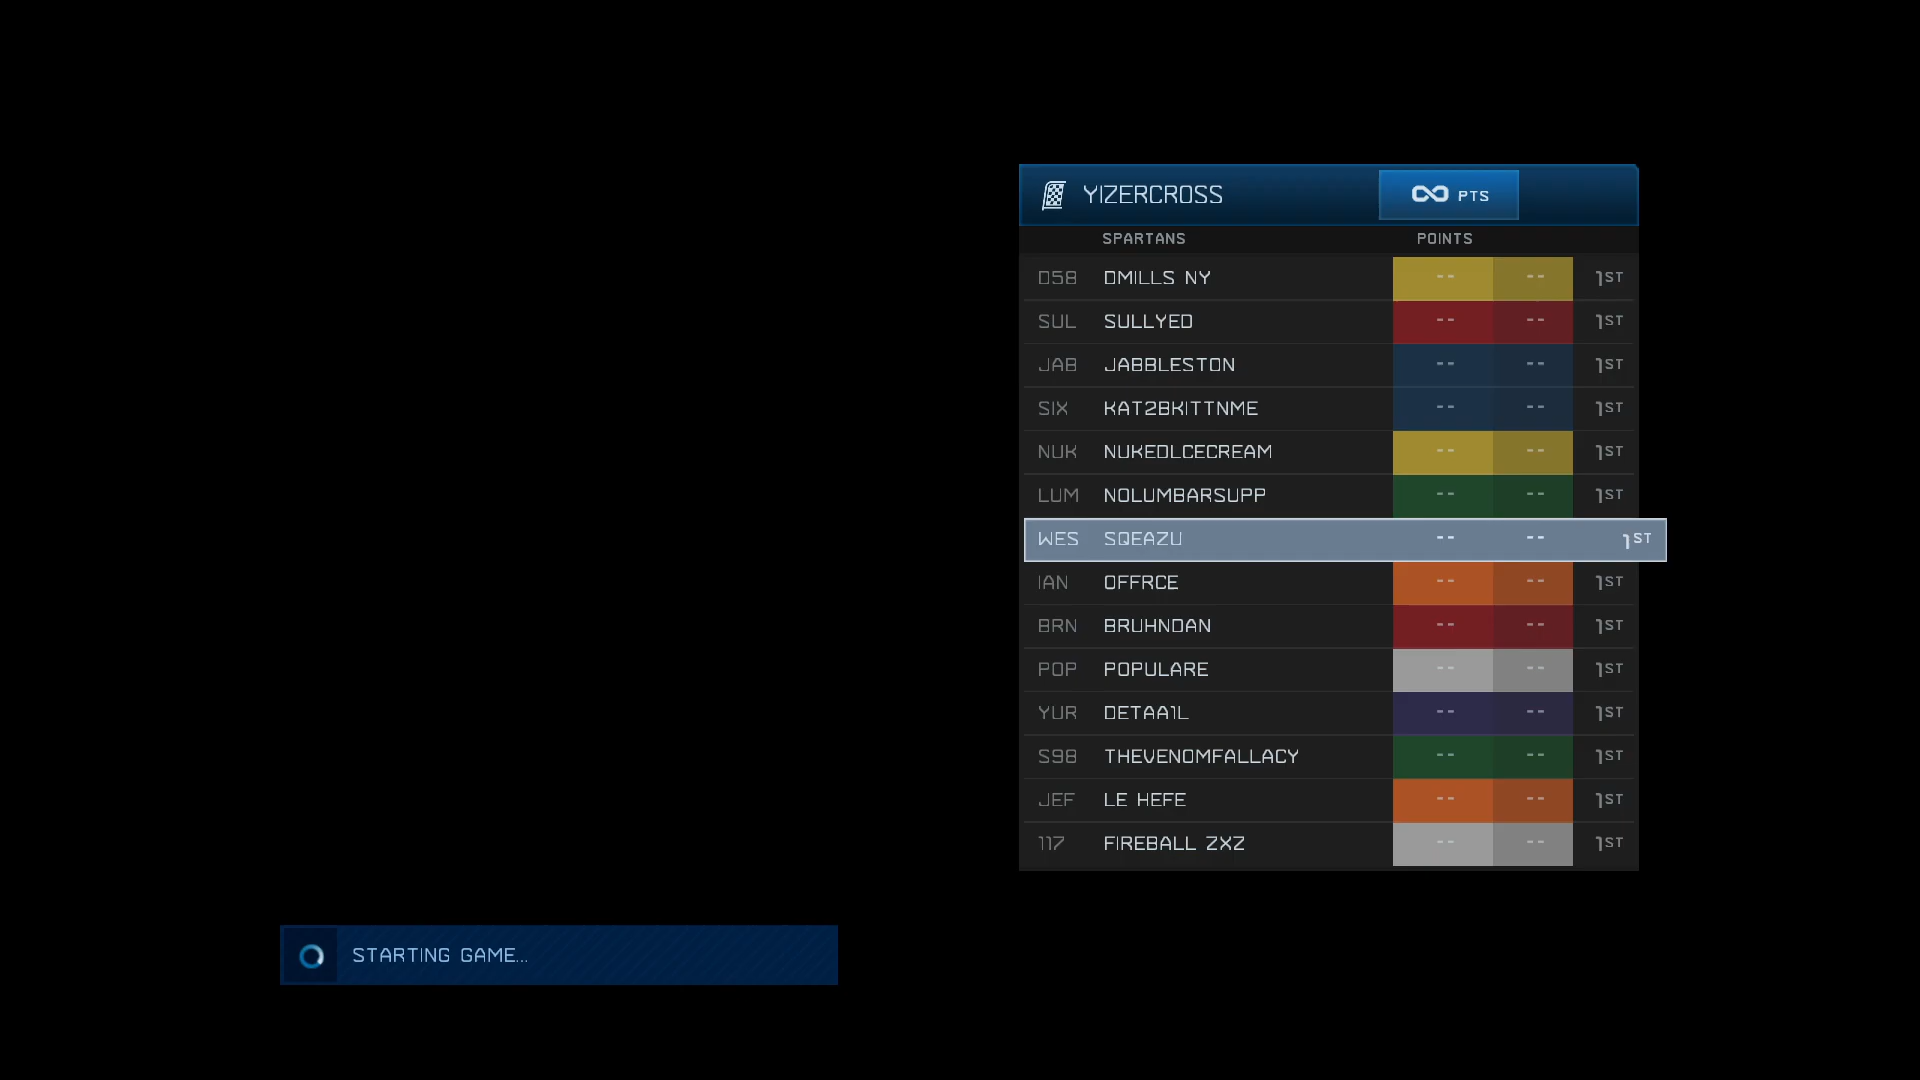 YIZERCROSS PTS
SPARTANS POINTS
D58 DMILLS NY -- -- 1ST
SUL SULLYED -- -- 1ST
JAB JABBLESTON -- -- 1ST
SIX KAT2BKITTNME -- -- 1ST
NUK NUKEDLCECREAM -- -- 1ST
LUM NOLUMBARSUPP -- -- 1ST
WES SQEAZU -- -- 1ST
IAN OFFRCE -- -- 1ST
BRN BRUHNDAN -- -- 1ST
POP POPULARE -- -- 1ST
YUR DETAA1L -- -- 1ST
S98 THEVENOMFALLACY -- -- 1ST
JEF LE HEFE -- -- 1ST
117 FIREBALL ZXZ -- -- 1ST
STARTING GAME...